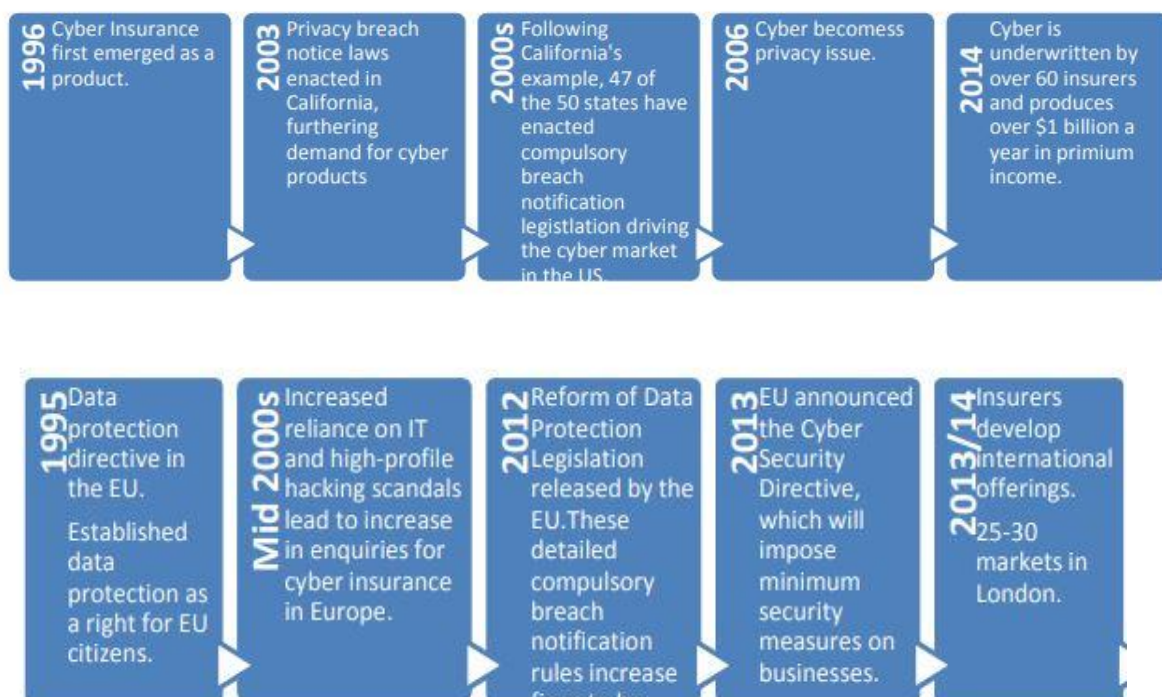 1996
Cyber Insurance
first emerged as a
product.
2003
Privacy breach
notice laws
enacted in
California,
furthering
demand for cyber
products
2000s
Following
California's
example, 47 of
the 50 states have
enacted
compulsory
breach
notification
legistlation driving
the cyber market
in the US.
2006
Cyber becomess
privacy issue.
2014
Cyber is
underwritten by
over 60 insurers
and produces
over $1 billion a
year in primium
income.
1995
Data
protection
directive in
the EU.
Established
data
protection as
a right for EU
citizens.
Mid 2000s
Increased
reliance on IT
and high-profile
hacking scandals
lead to increase
in enquiries for
cyber insurance
in Europe.
2012
Reform of Data
Protection
Legislation
released by the
EU.These
detailed
compulsory
breach
notification
rules increase
2013
EU announced
the Cyber
Security
Directive,
which will
impose
minimum
security
measures on
businesses.
2013/14
Insurers
develop
international
offerings.
25-30
markets in
London.